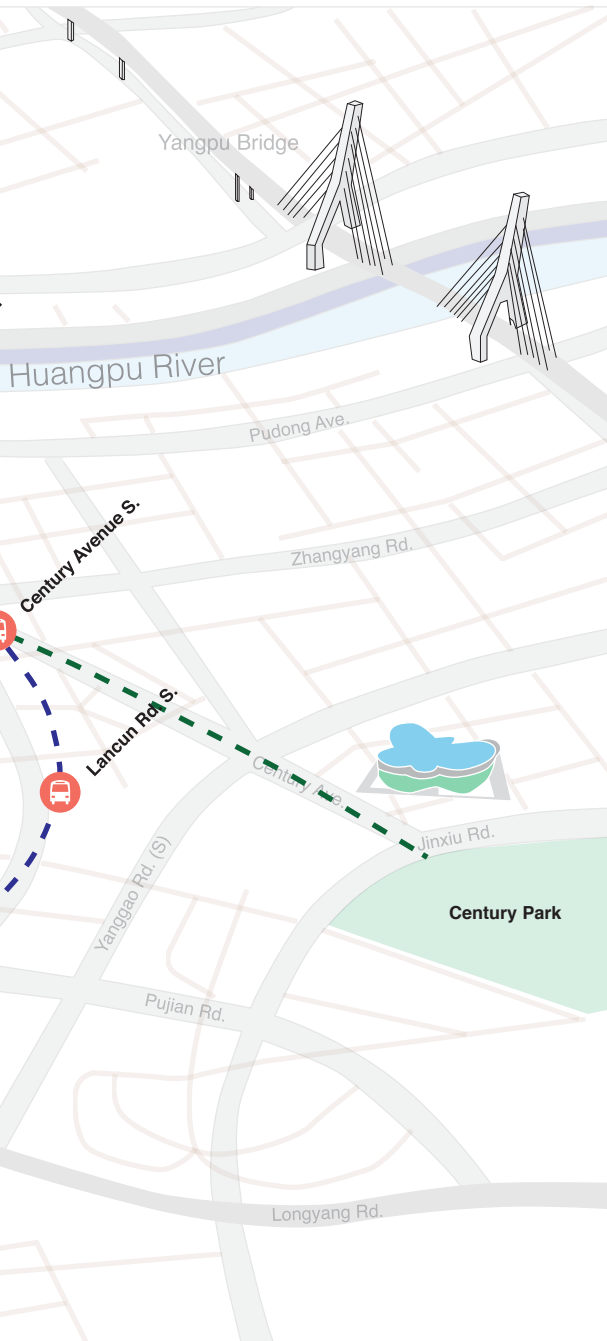 Yangpu Bridge
Huangpu River
Pudong Ave.
Century Avenue S.
Zhangyang Rd.
Lancun Rd. S.
Century Ave.
Jinxiu Rd.
Yanggao Rd. (S)
Century Park
Pujian Rd.
Longyang Rd.